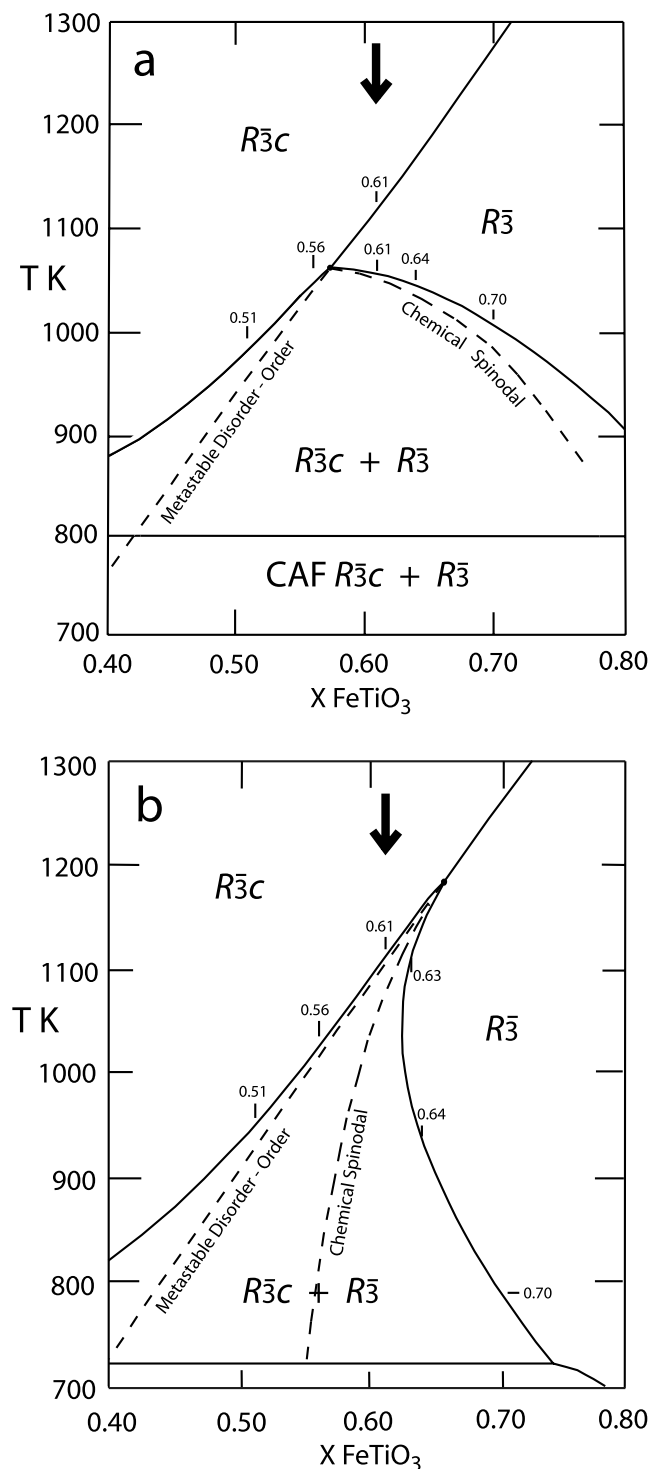 1300
a
1200
R3̄c
0.61
1100
R3̄
0.56
0.61
0.64
T K
0.70
0.51
1000
Chemical Spinodal
Metastable Disorder - Order
900
R3̄c + R3̄
800
CAF R3̄c + R3̄
700
0.40
0.50
0.60
0.70
0.80
X FeTiO₃
1300
b
1200
R3̄c
0.61
1100
0.63
T K
0.56
R3̄
1000
0.51
0.64
Chemical Spinodal
Metastable Disorder - Order
900
800
R3̄c + R3̄
0.70
700
0.40
0.50
0.60
0.70
0.80
X FeTiO₃